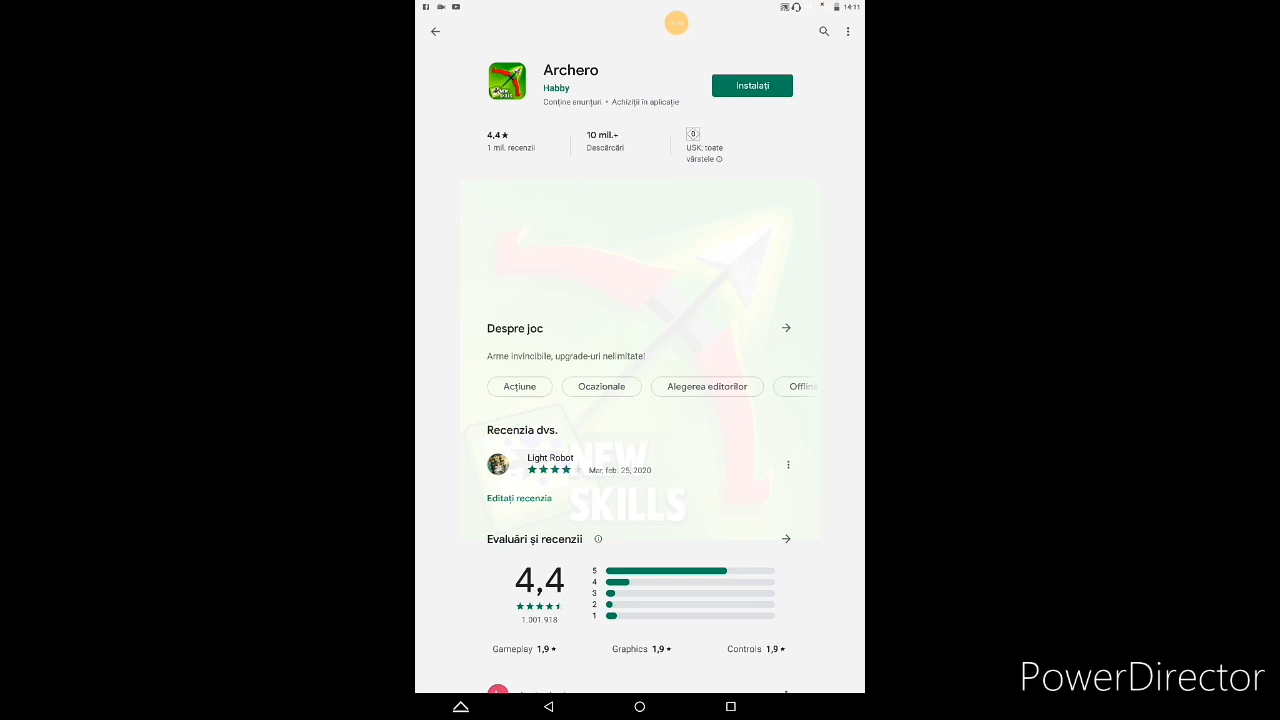 14:11
Archero
Habby
Conține anunțuri • Achiziții în aplicație
Instalați
4,4★
1 mil. recenzii
10 mil.+
Descărcări
0
USK: toate
vârstele
Despre joc
Arme invincibile, upgrade-uri nelimitate!
Acțiune
Ocazionale
Alegerea editorilor
Offline
Recenzia dvs.
Light Robot
Mar, feb. 25, 2020
Editați recenzia
NEW
SKILLS
Evaluări și recenzii
4,4
1.001.918
5
4
3
2
1
Gameplay 1,9★
Graphics 1,9★
Controls 1,9★
PowerDirector